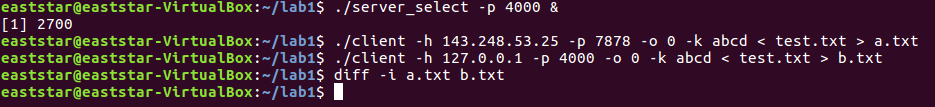 eaststar@eaststar-VirtualBox:~/lab1$ ./server_select -p 4000 &
[1] 2700
eaststar@eaststar-VirtualBox:~/lab1$ ./client -h 143.248.53.25 -p 7878 -o 0 -k abcd < test.txt > a.txt
eaststar@eaststar-VirtualBox:~/lab1$ ./client -h 127.0.0.1 -p 4000 -o 0 -k abcd < test.txt > b.txt
eaststar@eaststar-VirtualBox:~/lab1$ diff -i a.txt b.txt
eaststar@eaststar-VirtualBox:~/lab1$